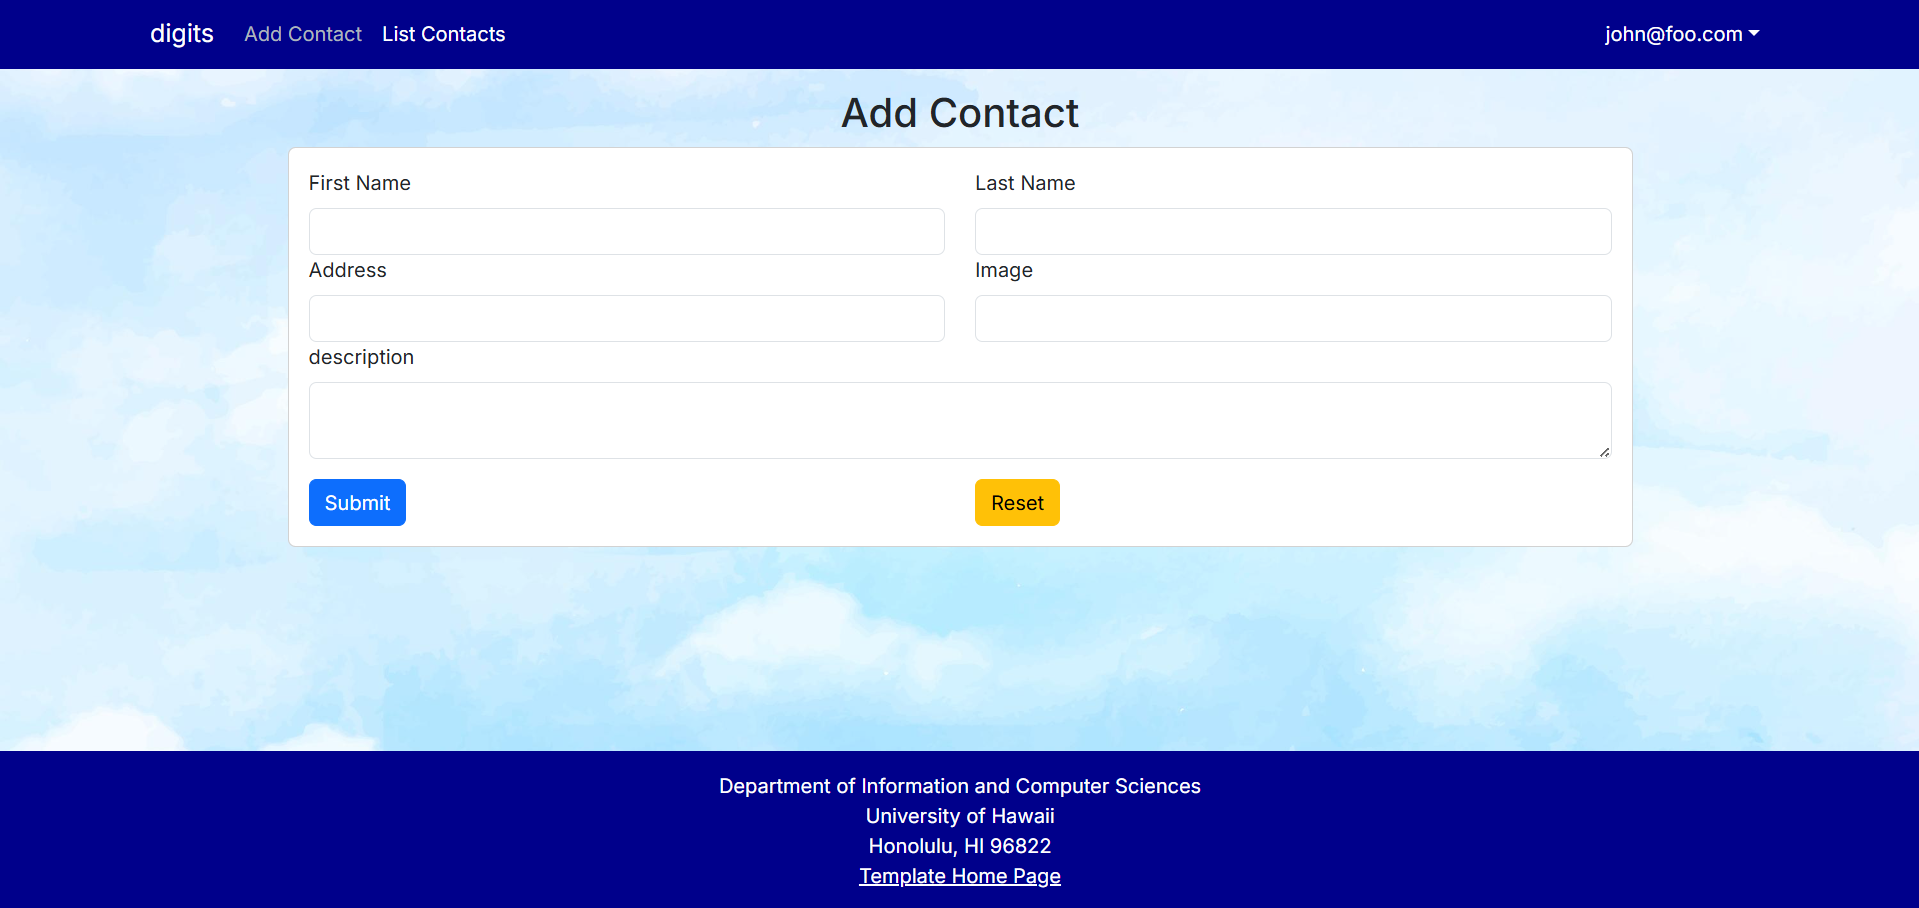 digits Add Contact List Contacts john@foo.com
Add Contact
First Name Last Name
Address Image
description
Submit Reset
Department of Information and Computer Sciences
University of Hawaii
Honolulu, HI 96822
Template Home Page